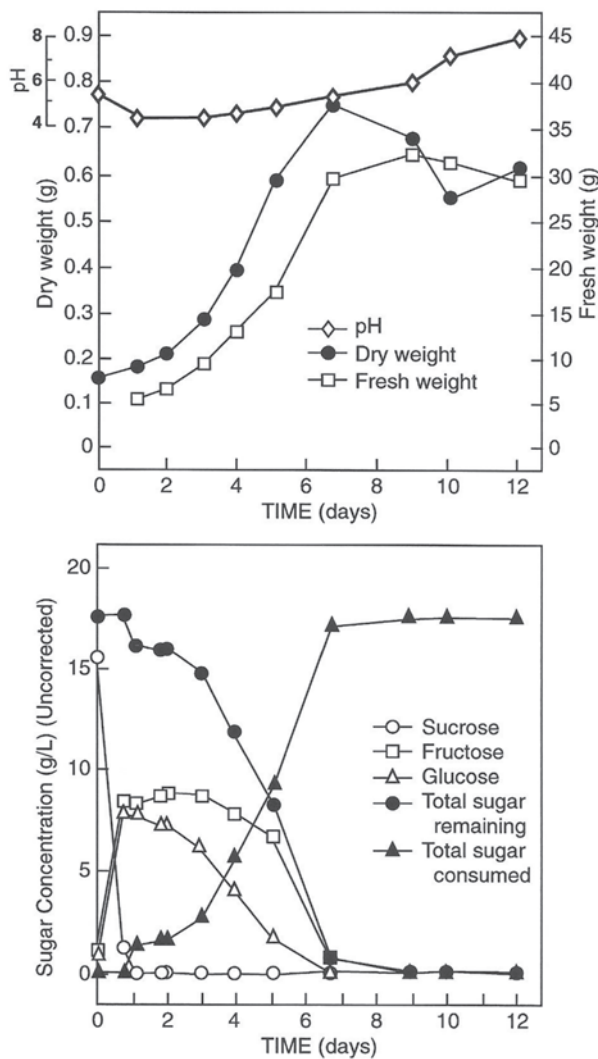 8
6
4
pH
0.9
0.8
0.7
0.6
0.5
0.4
0.3
0.2
0.1
0
Dry weight (g)
45
40
35
30
25
20
15
10
5
0
Fresh weight (g)
pH
Dry weight
Fresh weight
0 2 4 6 8 10 12
TIME (days)
20
15
10
5
0
Sugar Concentration (g/L) (Uncorrected)
Sucrose
Fructose
Glucose
Total sugar
remaining
Total sugar
consumed
0 2 4 6 8 10 12
TIME (days)